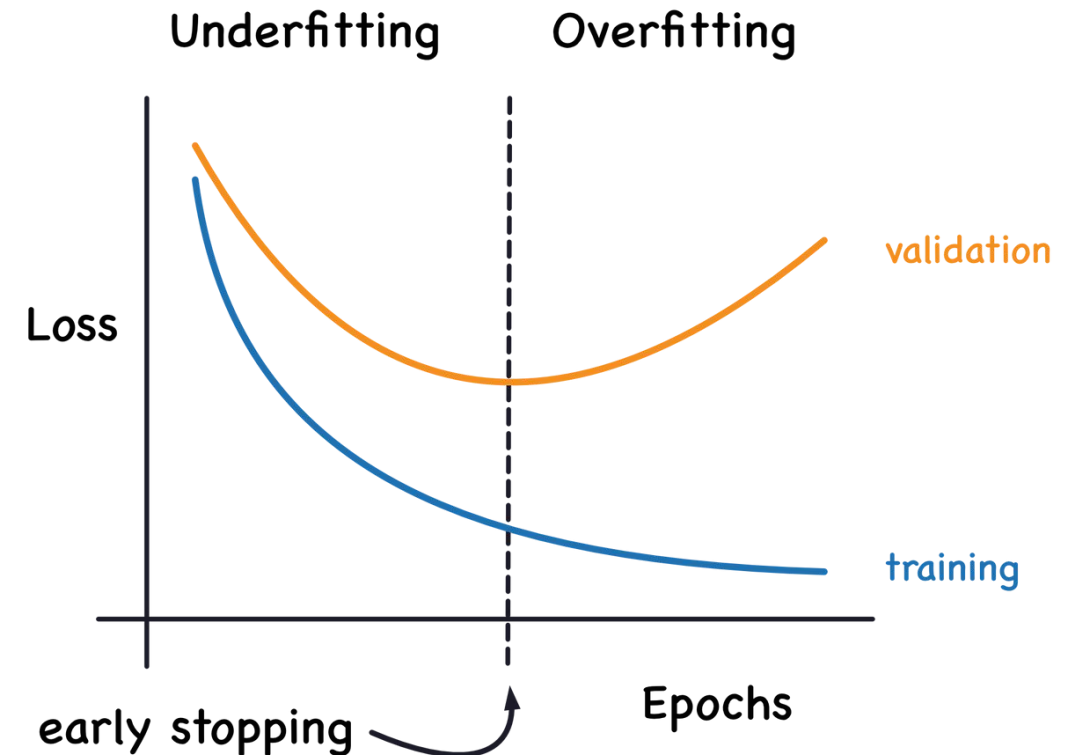 Underfitting
Overfitting
validation
Loss
training
Epochs
early stopping